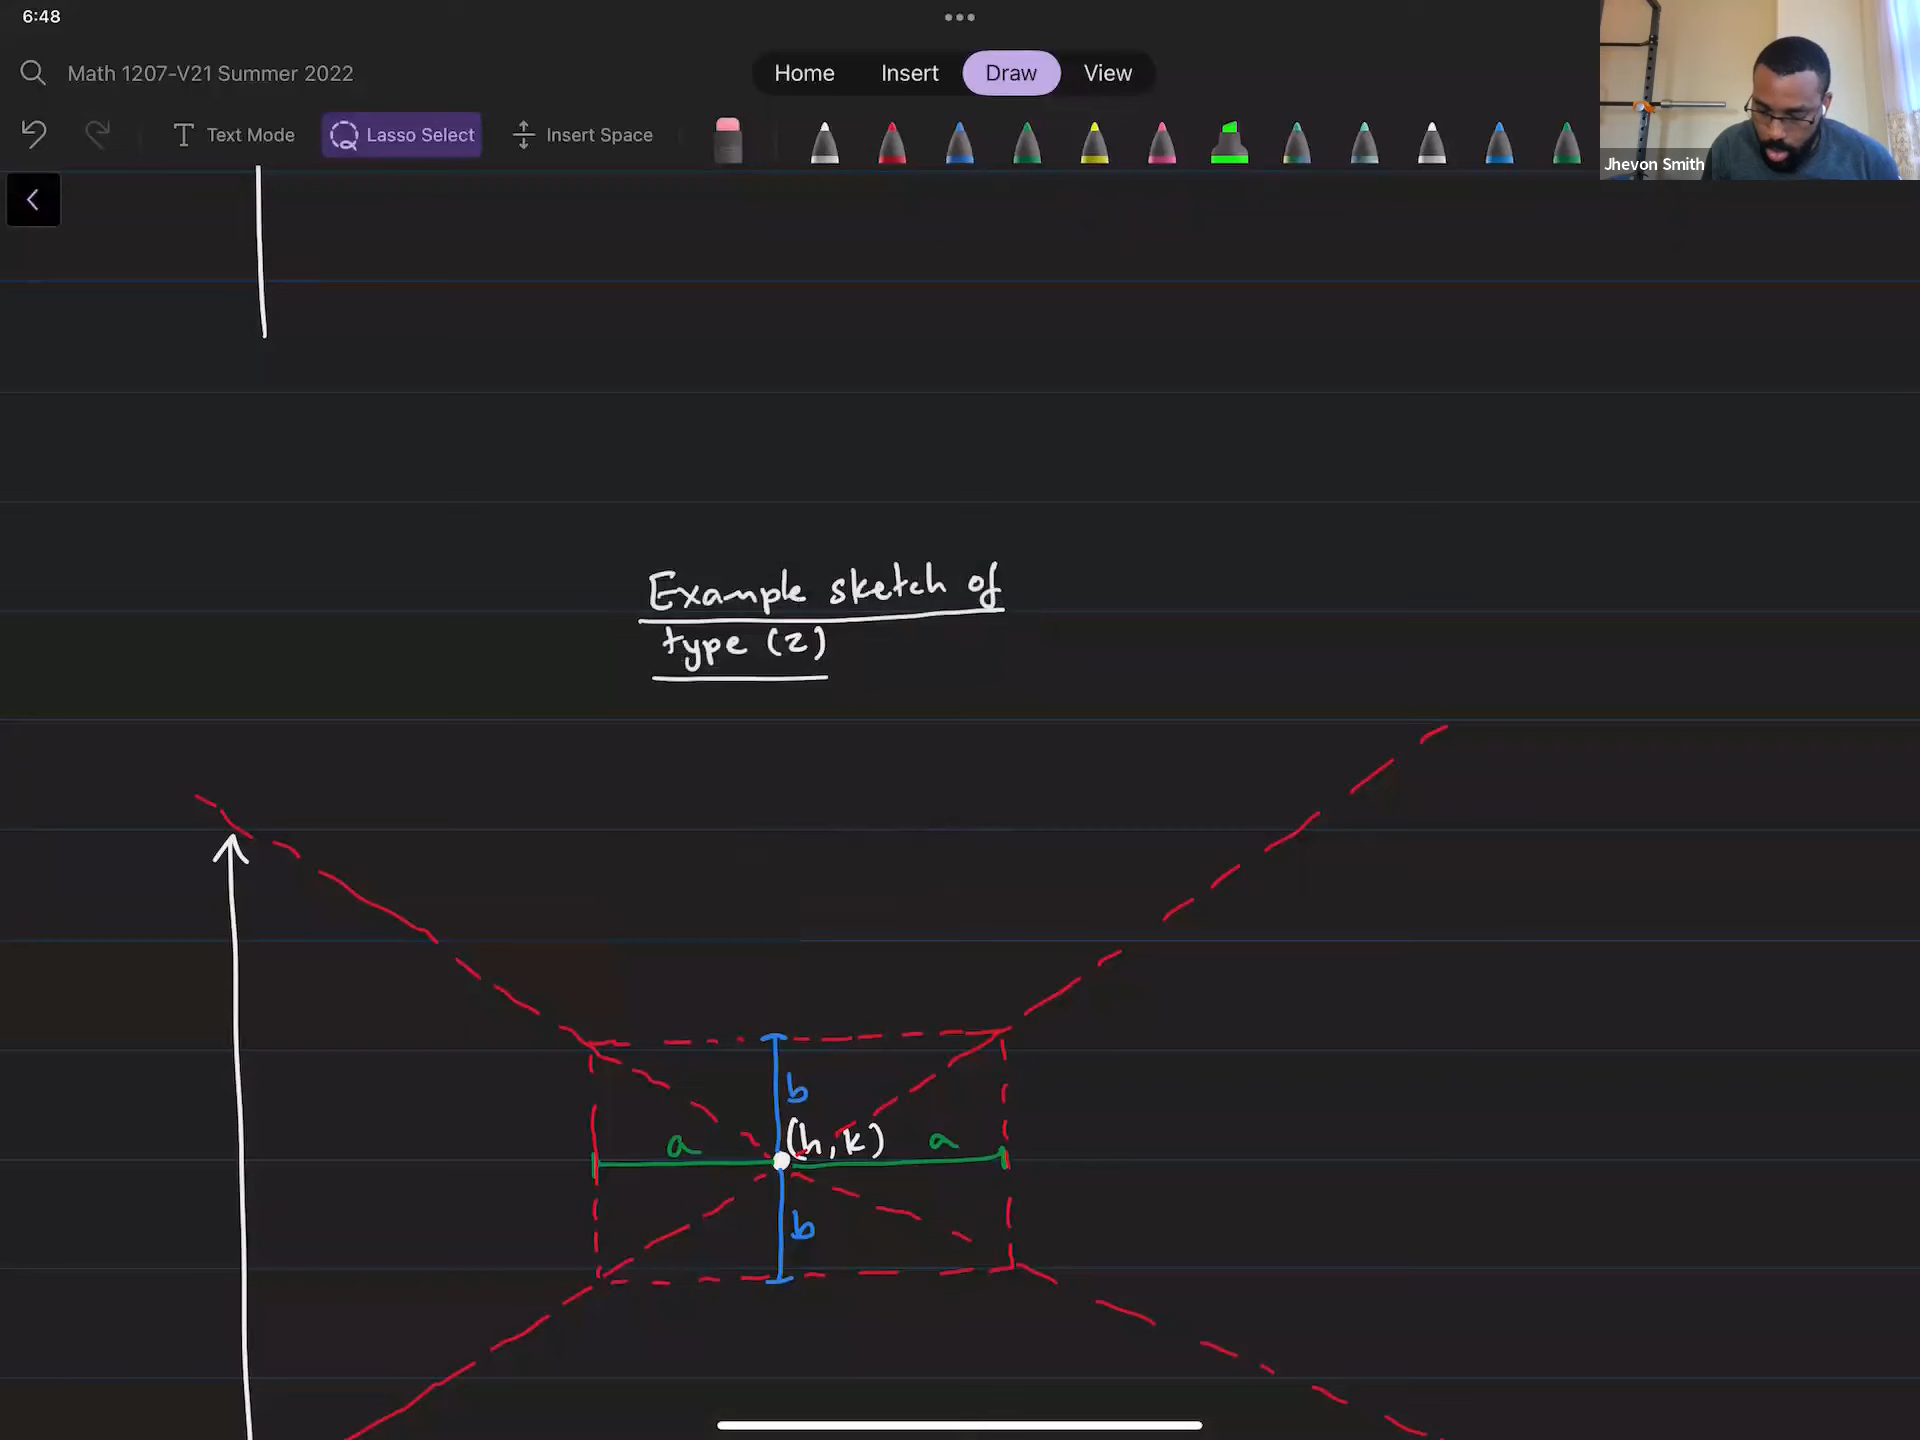 6:48
Math 1207-V21 Summer 2022
Home Insert Draw View
Text Mode Lasso Select Insert Space
Jhevon Smith
Example sketch of
type (2)
b
(h,k)
a a
b